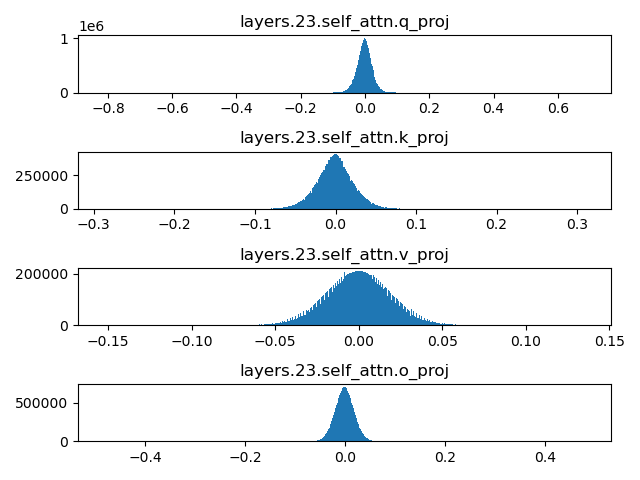 layers.23.self_attn.q_proj
1e6
1
0
−0.8 −0.6 −0.4 −0.2 0.0 0.2 0.4 0.6
layers.23.self_attn.k_proj
250000
0
−0.3 −0.2 −0.1 0.0 0.1 0.2 0.3
layers.23.self_attn.v_proj
200000
0
−0.15 −0.10 −0.05 0.00 0.05 0.10 0.15
layers.23.self_attn.o_proj
500000
0
−0.4 −0.2 0.0 0.2 0.4